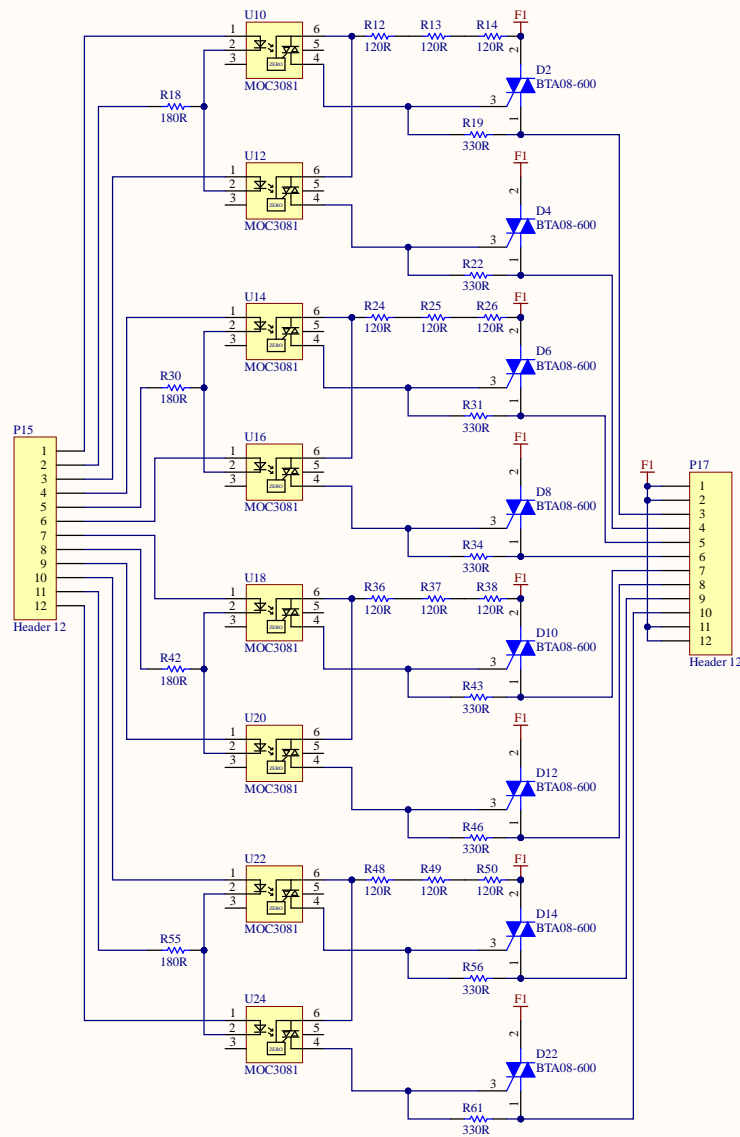 U10
1
2
3
ZERO
6
5
4
MOC3081
R12
120R
R13
120R
R14
120R
F1
2
D2
BTA08-600
3
1
R18
180R
R19
330R
U12
1
2
3
ZERO
6
5
4
MOC3081
F1
2
D4
BTA08-600
3
1
R22
330R
U14
1
2
3
ZERO
6
5
4
MOC3081
R24
120R
R25
120R
R26
120R
F1
2
D6
BTA08-600
3
1
R30
180R
R31
330R
P15
1
2
3
4
5
6
7
8
9
10
11
12
Header 12
U16
1
2
3
ZERO
6
5
4
MOC3081
F1
2
D8
BTA08-600
3
1
R34
330R
F1
P17
1
2
3
4
5
6
7
8
9
10
11
12
Header 12
U18
1
2
3
ZERO
6
5
4
MOC3081
R36
120R
R37
120R
R38
120R
F1
2
D10
BTA08-600
3
1
R42
180R
R43
330R
U20
1
2
3
ZERO
6
5
4
MOC3081
F1
2
D12
BTA08-600
3
1
R46
330R
U22
1
2
3
ZERO
6
5
4
MOC3081
R48
120R
R49
120R
R50
120R
F1
2
D14
BTA08-600
3
1
R55
180R
R56
330R
U24
1
2
3
ZERO
6
5
4
MOC3081
F1
2
D22
BTA08-600
3
1
R61
330R